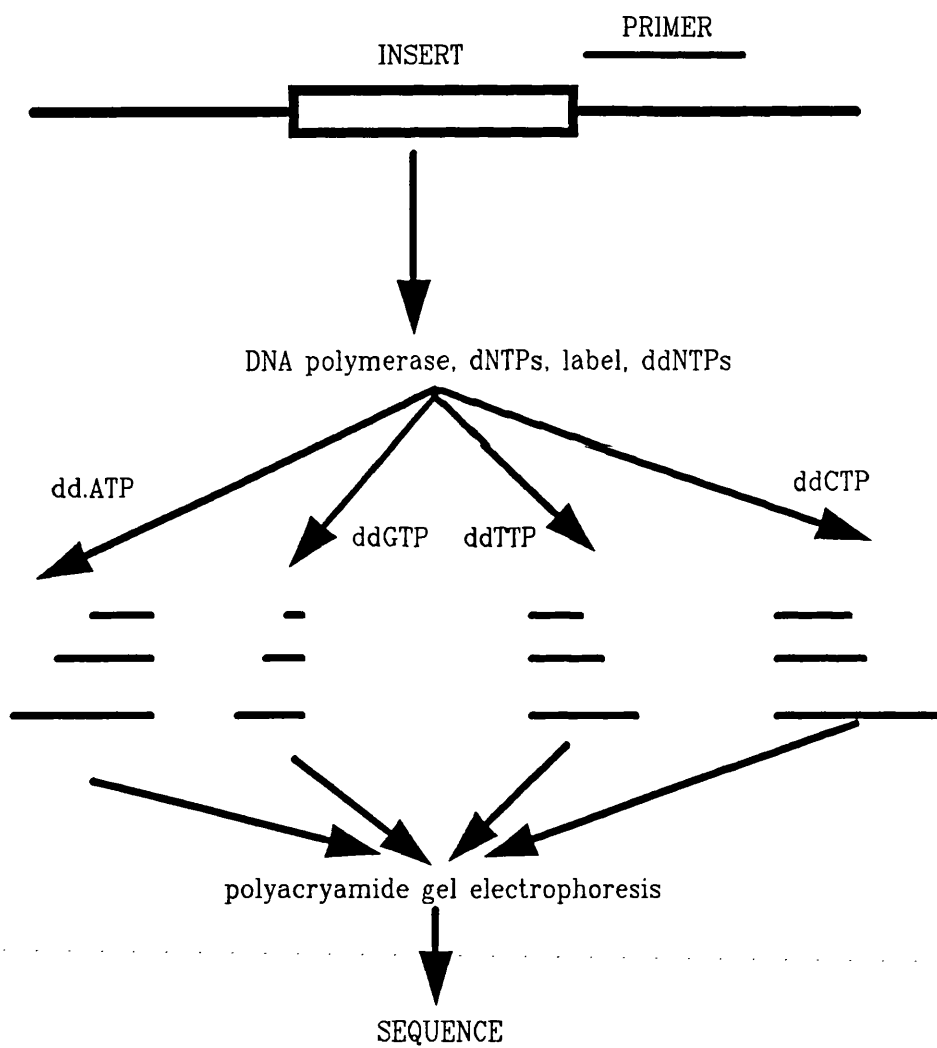 PRIMER
INSERT
DNA polymerase, dNTPs, label, ddNTPs
dd.ATP
ddGTP
ddTTP
ddCTP
polyacryamide gel electrophoresis
SEQUENCE